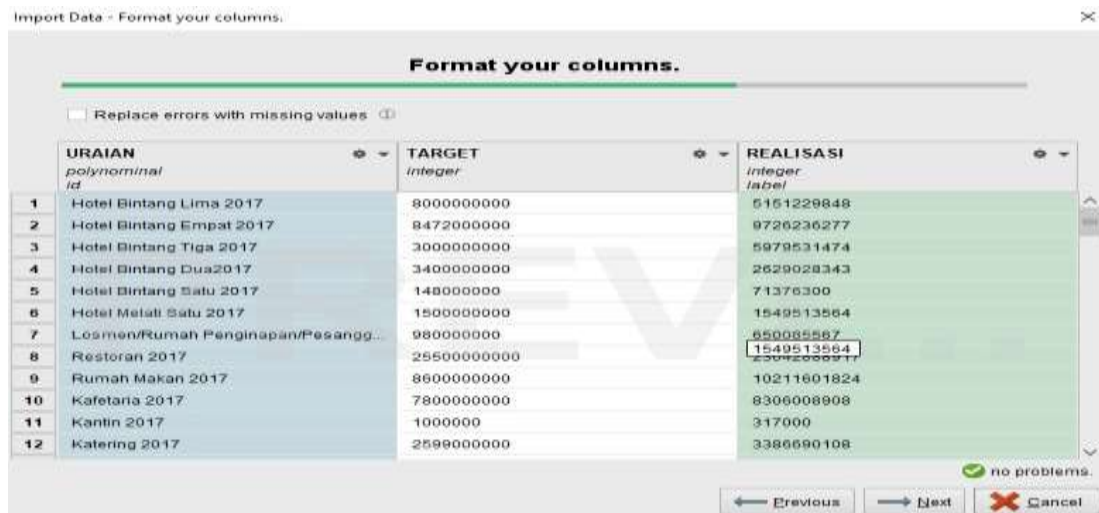 Import Data - Format your columns.
Format your columns.
Replace errors with missing values
URAIAN TARGET REALISASI
polynominal integer integer
id label
1 Hotel Bintang Lima 2017 8000000000 5151229848
2 Hotel Bintang Empat 2017 8472000000 9726236277
3 Hotel Bintang Tiga 2017 3000000000 5979531474
4 Hotel Bintang Dua2017 3400000000 2629028343
5 Hotel Bintang Satu 2017 148000000 71376300
6 Hotel Melati Satu 2017 1500000000 1549513564
7 Losmen/Rumah Penginapan/Pesangg... 980000000 650085567
1549513564
8 Restoran 2017 25500000000
9 Rumah Makan 2017 8600000000 10211601824
10 Kafetaria 2017 7800000000 8306008908
11 Kantin 2017 1000000 317000
12 Katering 2017 2599000000 3386690108
no problems.
Previous Next Cancel